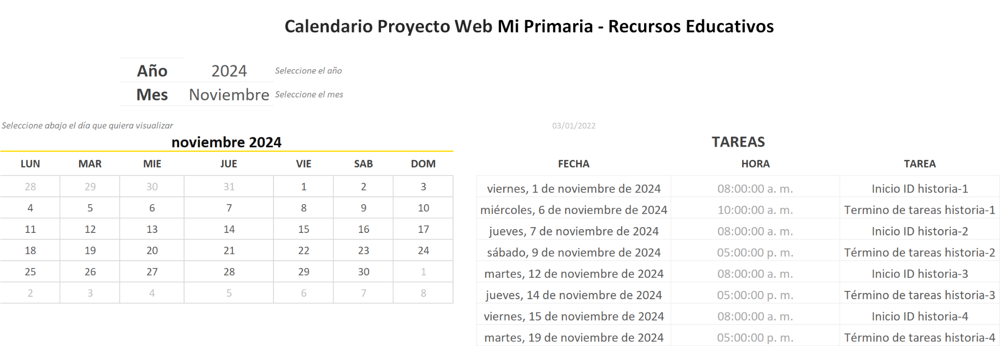 Calendario Proyecto Web Mi Primaria - Recursos Educativos
Año 2024 Seleccione el año
Mes Noviembre Seleccione el mes
Seleccione abajo el día que quiera visualizar
noviembre 2024
LUN MAR MIE JUE VIE SAB DOM
28 29 30 31 1 2 3
4 5 6 7 8 9 10
11 12 13 14 15 16 17
18 19 20 21 22 23 24
25 26 27 28 29 30 1
2 3 4 5 6 7 8
03/01/2022
TAREAS
FECHA HORA TAREA
viernes, 1 de noviembre de 2024 08:00:00 a. m. Inicio ID historia-1
miércoles, 6 de noviembre de 2024 10:00:00 a. m. Termino de tareas historia-1
jueves, 7 de noviembre de 2024 08:00:00 a. m. Inicio ID historia-2
sábado, 9 de noviembre de 2024 05:00:00 p. m. Término de tareas historia-2
martes, 12 de noviembre de 2024 08:00:00 a. m. Inicio ID historia-3
jueves, 14 de noviembre de 2024 05:00:00 p. m. Término de tareas historia-3
viernes, 15 de noviembre de 2024 08:00:00 a. m. Inicio ID historia-4
martes, 19 de noviembre de 2024 05:00:00 p. m. Término de tareas historia-4